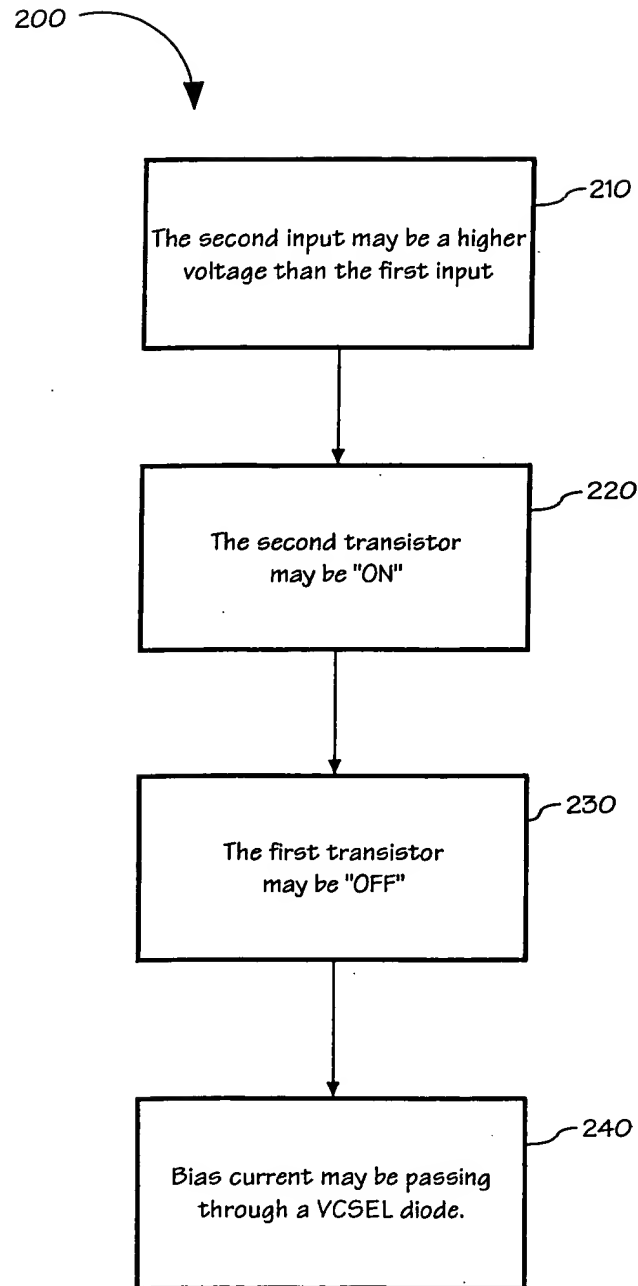 200
210
The second input may be a higher
voltage than the first input
220
The second transistor
may be "ON"
230
The first transistor
may be "OFF"
240
Bias current may be passing
through a VCSEL diode.